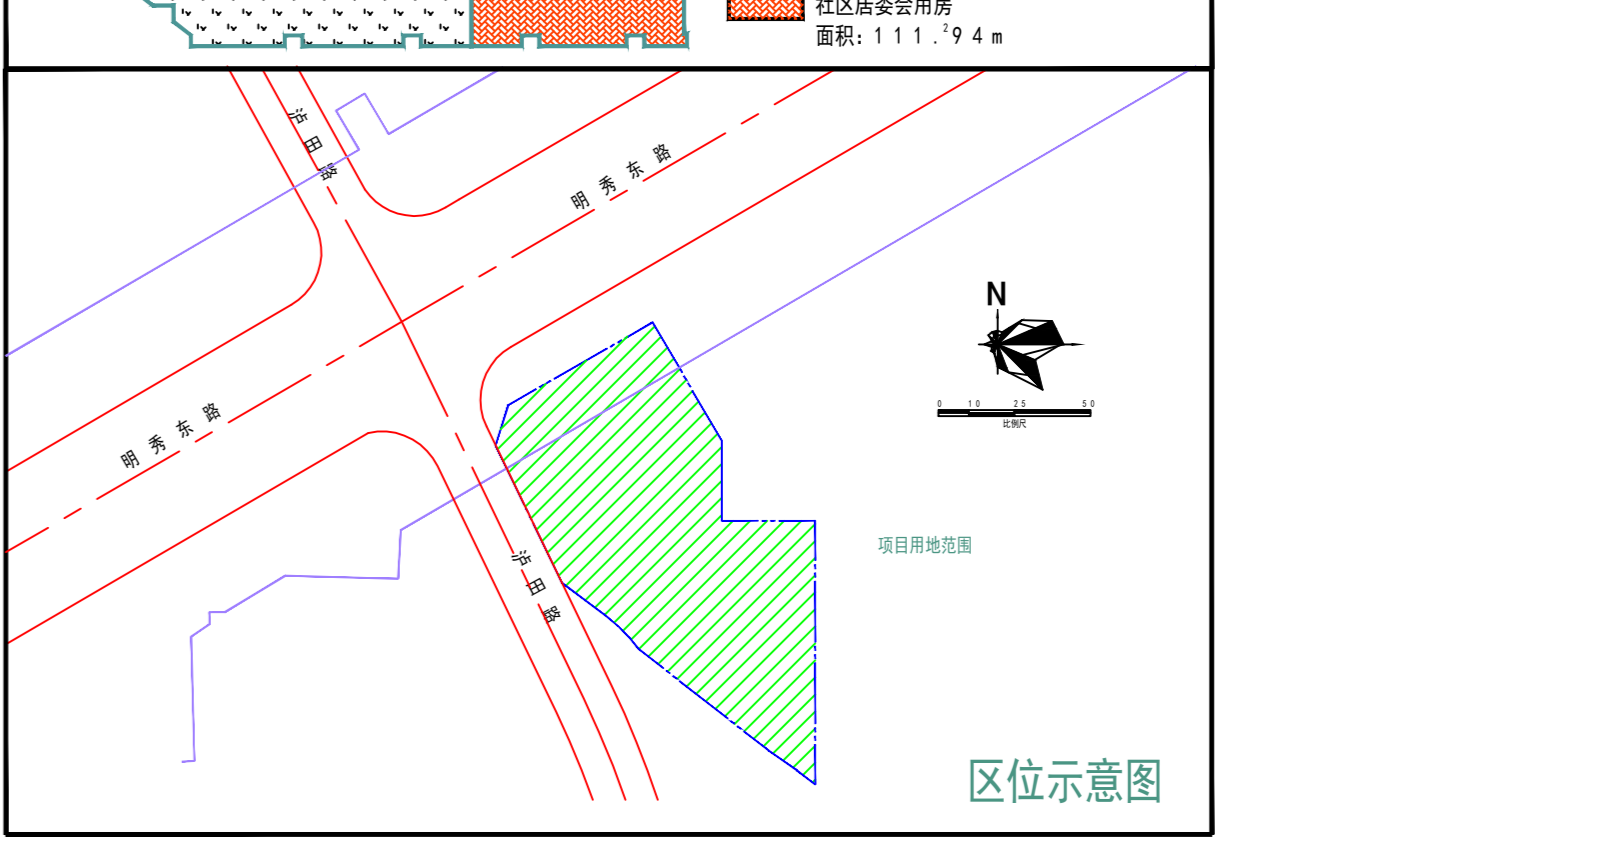 社区居委会用房
面积：111.²94m
泸田路
明秀东路
N
0 10 25 50
比例尺
明秀东路
项目用地范围
泸田路
区位示意图